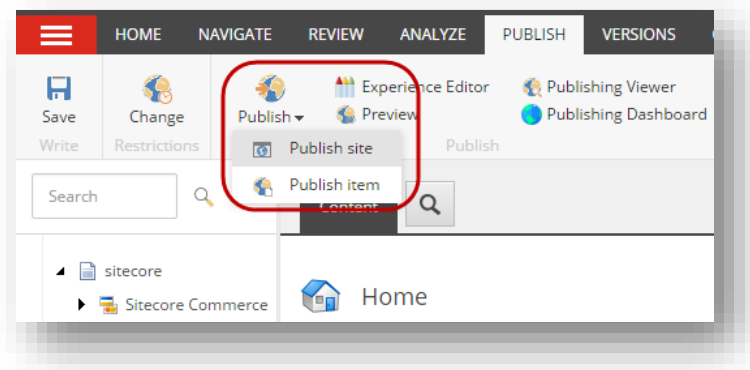 HOME NAVIGATE REVIEW ANALYZE PUBLISH VERSIONS
Save
Write
Change
Restrictions
Publish
Experience Editor
Preview
Publishing Viewer
Publishing Dashboard
Publish
Publish site
Publish item
Search
Content
sitecore
Sitecore Commerce
Home